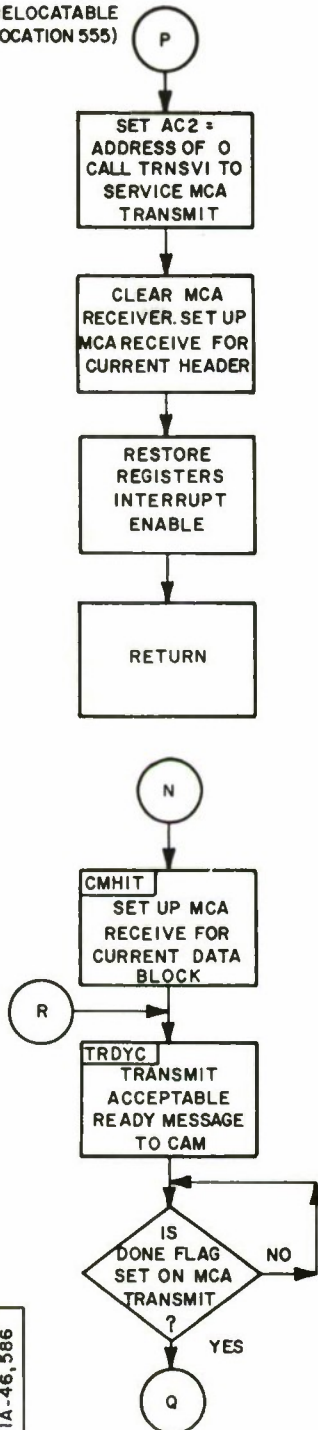 ELOCATABLE
OCATION 555)
P
SET AC2 =
ADDRESS OF O
CALL TRNSVI TO
SERVICE MCA
TRANSMIT
CLEAR MCA
RECEIVER. SET UP
MCA RECEIVE FOR
CURRENT HEADER
RESTORE
REGISTERS
INTERRUPT
ENABLE
RETURN
N
CMHIT
SET UP MCA
RECEIVE FOR
CURRENT DATA
BLOCK
R
TRDYC
TRANSMIT
ACCEPTABLE
READY MESSAGE
TO CAM
IS
DONE FLAG
SET ON MCA
TRANSMIT
?
NO
YES
Q
1A-46,586